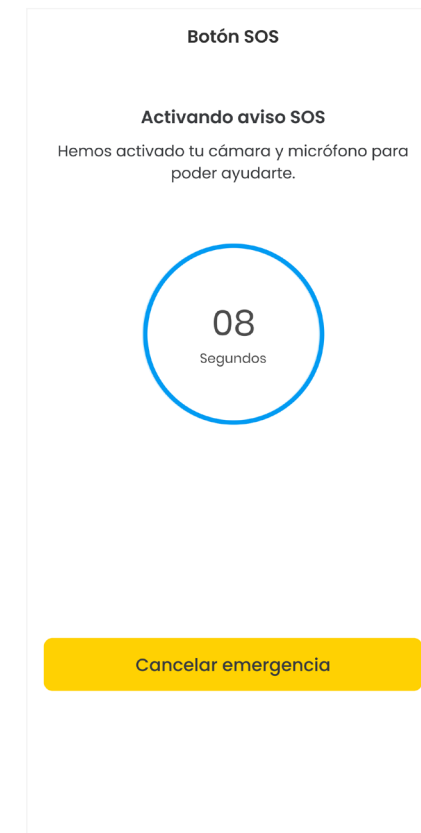 Botón SOS
Activando aviso SOS
Hemos activado tu cámara y micrófono para
poder ayudarte.
08
Segundos
Cancelar emergencia